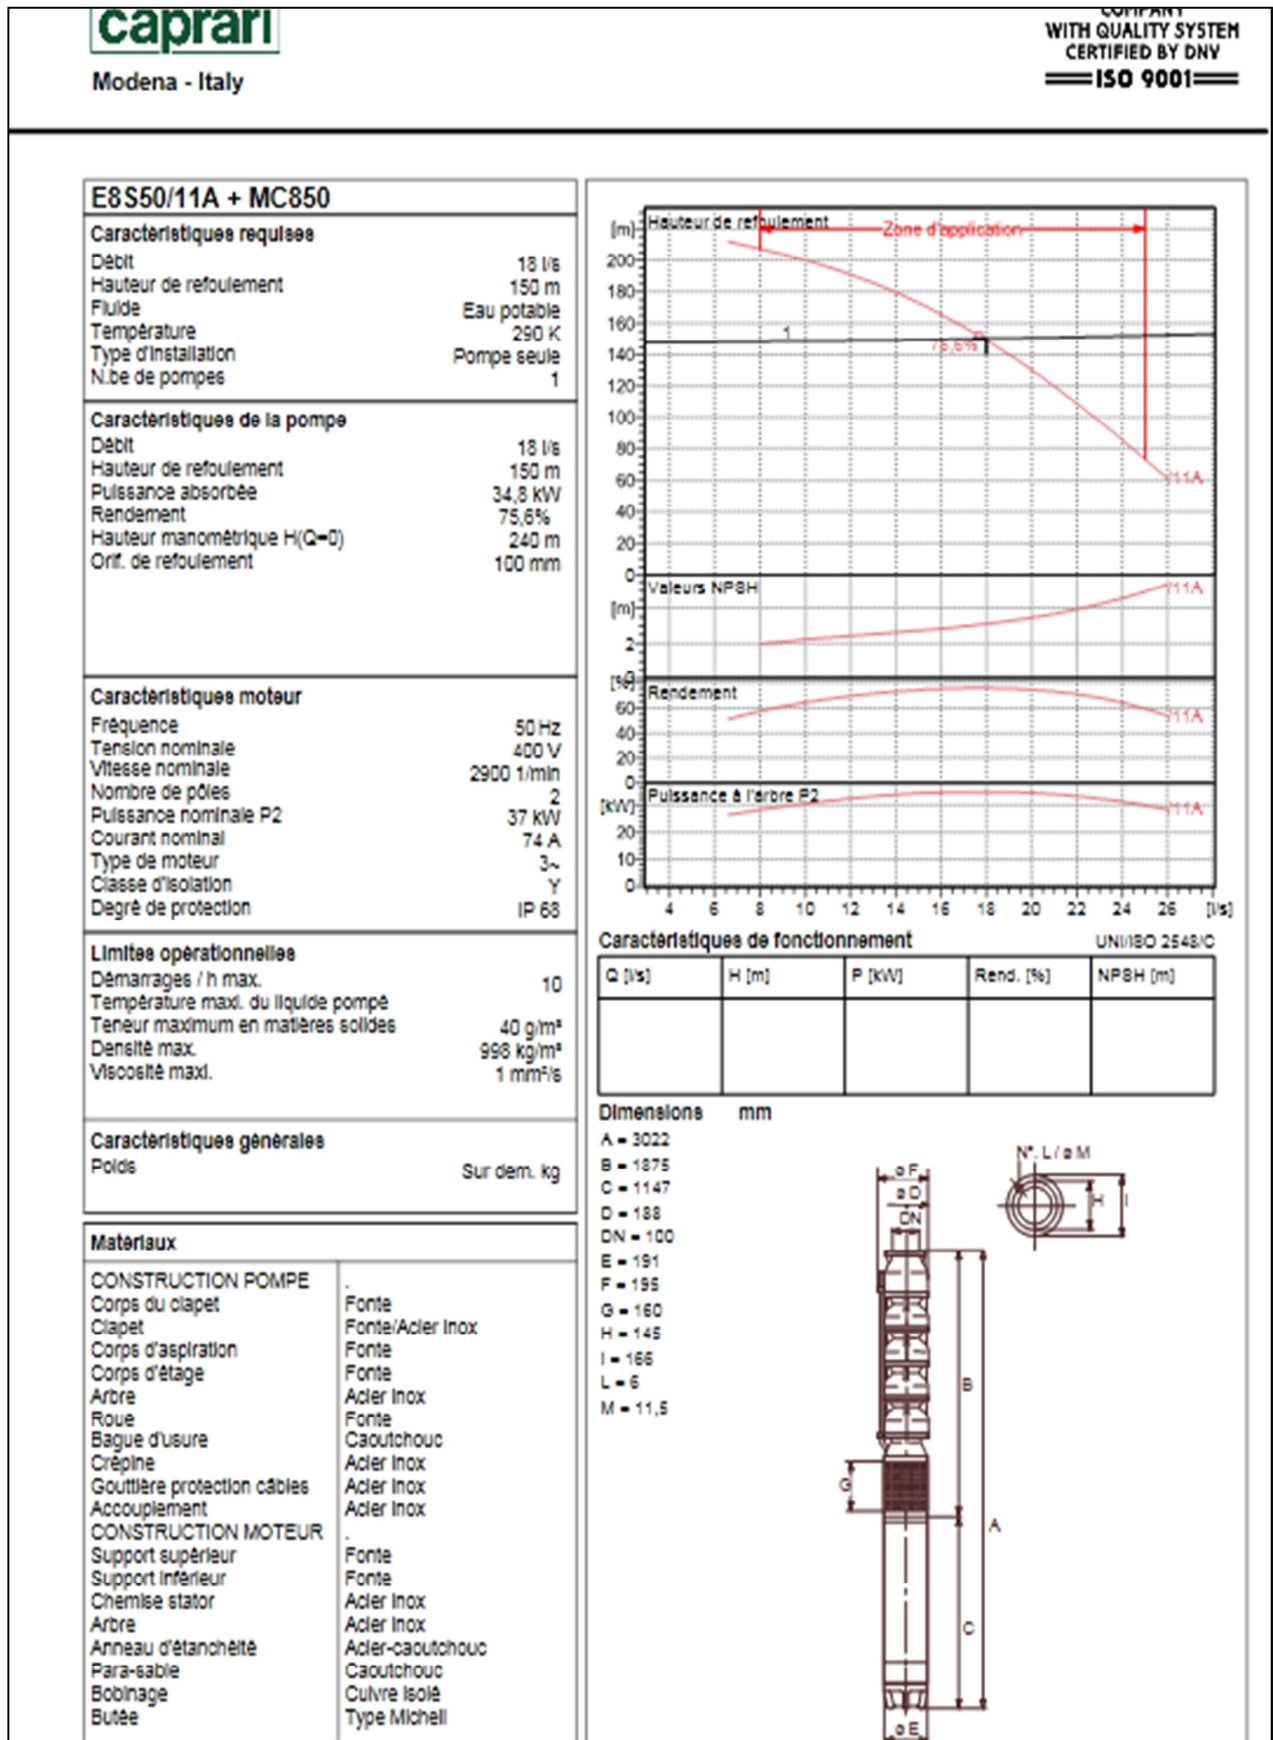 caprari
Modena - Italy
COMPANY
WITH QUALITY SYSTEM
CERTIFIED BY DNV
ISO 9001
E8S50/11A + MC850
Caractéristiques requises
Débit 18 l/s
Hauteur de refoulement 150 m
Fluide Eau potable
Température 290 K
Type d'installation Pompe seule
N.be de pompes 1
Caractéristiques de la pompe
Débit 18 l/s
Hauteur de refoulement 150 m
Puissance absorbée 34,8 kW
Rendement 75,6%
Hauteur manométrique H(Q=0) 240 m
Orif. de refoulement 100 mm
Caractéristiques moteur
Fréquence 50 Hz
Tension nominale 400 V
Vitesse nominale 2900 1/min
Nombre de pôles 2
Puissance nominale P2 37 kW
Courant nominal 74 A
Type de moteur 3~
Classe d'isolation Y
Degré de protection IP 68
Limites opérationnelles
Démarrages / h max. 10
Température maxi. du liquide pompé
Teneur maximum en matières solides 40 g/m³
Densité max. 998 kg/m³
Viscosité maxi. 1 mm²/s
Caractéristiques générales
Poids Sur dem. kg
Matériaux
CONSTRUCTION POMPE .
Corps du clapet Fonte
Clapet Fonte/Acier Inox
Corps d'aspiration Fonte
Corps d'étage Fonte
Arbre Acier Inox
Roue Fonte
Bague d'usure Caoutchouc
Crépine Acier Inox
Gouttière protection câbles Acier Inox
Accouplement Acier Inox
CONSTRUCTION MOTEUR .
Support supérieur Fonte
Support Inférieur Fonte
Chemise stator Acier Inox
Arbre Acier Inox
Anneau d'étanchéité Acier-caoutchouc
Para-sable Caoutchouc
Bobinage Cuivre Isolé
Butée Type Michell
[m] Hauteur de refoulement
Zone d'application
200
180
160
140
120
100
80
60
40
20
0
1
75,6%
11A
Valeurs NPSH
[m]
2
0
11A
[%]
Rendement
60
40
20
0
11A
[kW] Puissance à l'arbre P2
20
10
0
11A
4 6 8 10 12 14 16 18 20 22 24 26 [l/s]
Caractéristiques de fonctionnement UNI/ISO 2548/C
Q [l/s] H [m] P [kW] Rend. [%] NPSH [m]
Dimensions mm
A = 3022
B = 1875
C = 1147
D = 188
DN = 100
E = 191
F = 195
G = 160
H = 145
I = 166
L = 6
M = 11,5
N°. L / ø M
ø F
ø D
DN
H
I
B
G
A
C
ø E